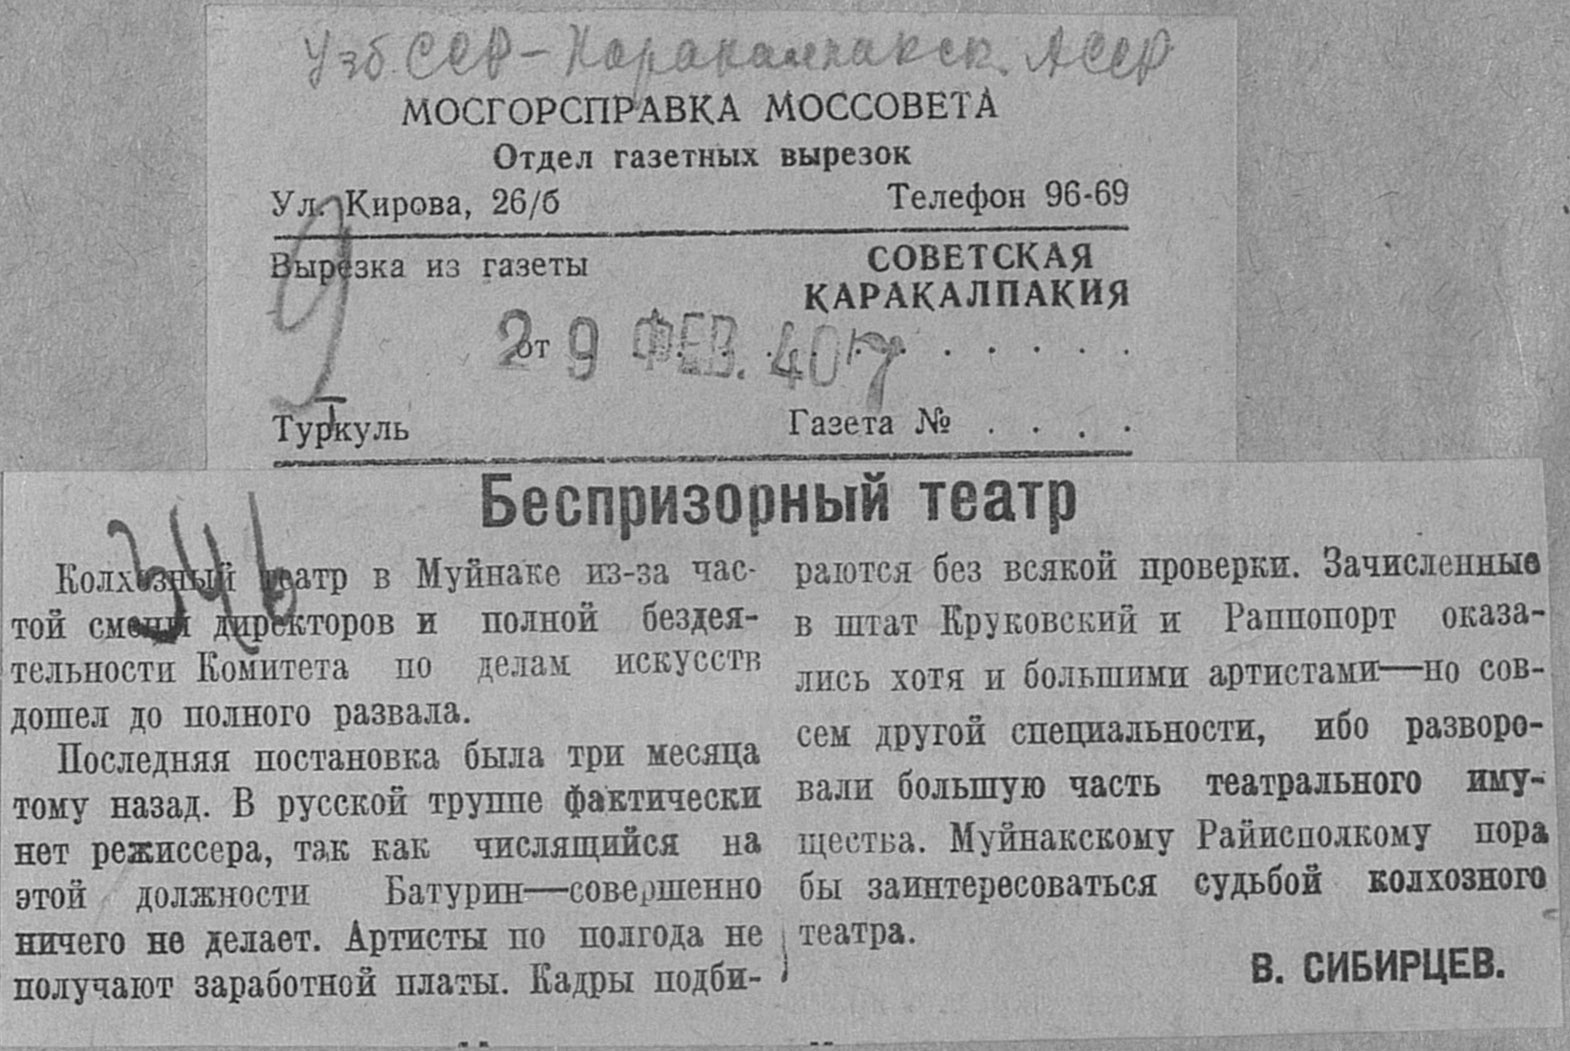 Узб. ССР - Каракалпакск. АССР
МОСГОРСПРАВКА МОССОВЕТА
Отдел газетных вырезок
Ул. Кирова, 26/б Телефон 96-69
Вырезка из газеты СОВЕТСКАЯ
КАРАКАЛПАКИЯ
9
от 29 ФЕВ. 40 . . . . . .
Туркуль Газета № . . . .
346
Беспризорный театр
Колхозный театр в Муйнаке из-за час-
той смены директоров и полной бездея-
тельности Комитета по делам искусств
дошел до полного развала.
Последняя постановка была три месяца
тому назад. В русской труппе фактически
нет режиссера, так как числящийся на
этой должности Батурин—совершенно
ничего не делает. Артисты по полгода не
получают заработной платы. Кадры подби-
раются без всякой проверки. Зачисленные
в штат Круковский и Раппопорт оказа-
лись хотя и большими артистами—но сов-
сем другой специальности, ибо разворо-
вали большую часть театрального иму-
щества. Муйнакскому Райисполкому пора
бы заинтересоваться судьбой колхозного
театра.
В. СИБИРЦЕВ.